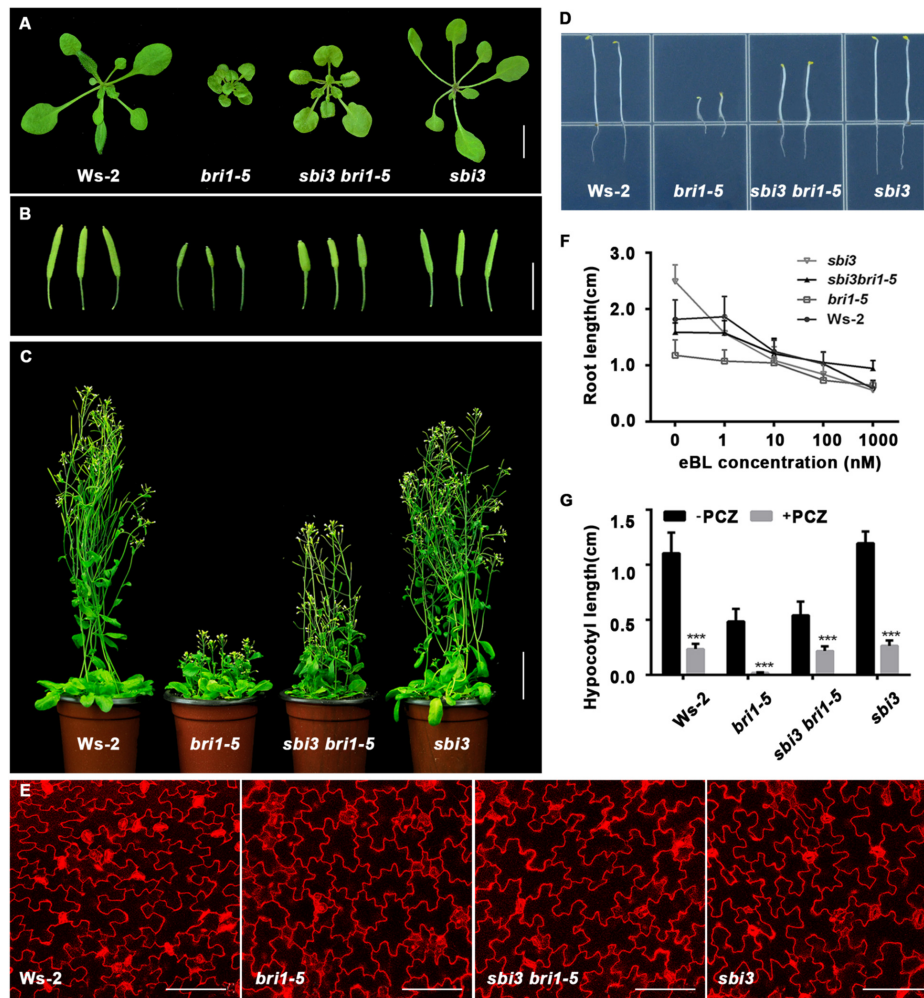 A
Ws-2 bri1-5 sbi3 bri1-5 sbi3
B
C
Ws-2 bri1-5 sbi3 bri1-5 sbi3
D
Ws-2 bri1-5 sbi3 bri1-5 sbi3
F
Root length(cm)
3.0
2.0
1.0
0.0
sbi3
sbi3bri1-5
bri1-5
Ws-2
0 1 10 100 1000
eBL concentration (nM)
G
-PCZ +PCZ
Hypocotyl length(cm)
1.5
1.0
0.5
0.0
*** *** *** ***
Ws-2 bri1-5 sbi3 bri1-5 sbi3
E
Ws-2 bri1-5 sbi3 bri1-5 sbi3